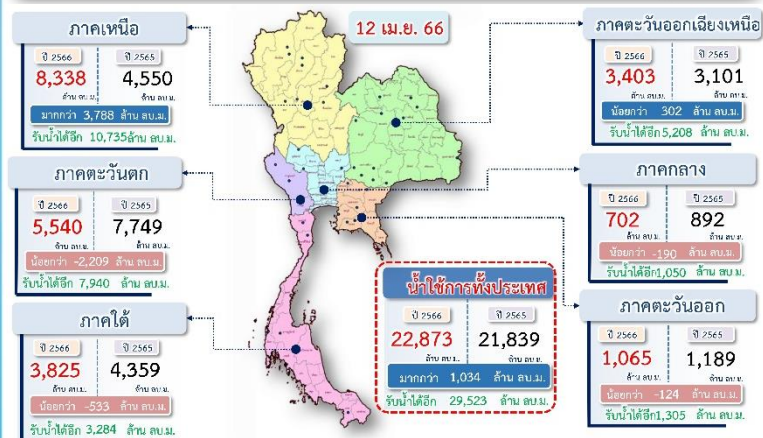 12 เม.ย. 66
ภาคเหนือ
ปี 2566 ปี 2565
8,338 4,550
ล้าน ลบ.ม. ล้าน ลบ.ม.
มากกว่า 3,788 ล้าน ลบ.ม.
รับน้ำได้อีก 10,735ล้าน ลบ.ม.
ภาคตะวันตก
ปี 2566 ปี 2565
5,540 7,749
ล้าน ลบ.ม. ล้าน ลบ.ม.
น้อยกว่า -2,209 ล้าน ลบ.ม.
รับน้ำได้อีก 7,940 ล้าน ลบ.ม.
ภาคใต้
ปี 2566 ปี 2565
3,825 4,359
ล้าน ลบ.ม. ล้าน ลบ.ม.
น้อยกว่า -533 ล้าน ลบ.ม.
รับน้ำได้อีก 3,284 ล้าน ลบ.ม.
น้ำใช้การทั้งประเทศ
ปี 2566 ปี 2565
22,873 21,839
ล้าน ลบ.ม. ล้าน ลบ.ม.
มากกว่า 1,034 ล้าน ลบ.ม.
รับน้ำได้อีก 29,523 ล้าน ลบ.ม.
ภาคตะวันออกเฉียงเหนือ
ปี 2566 ปี 2565
3,403 3,101
ล้าน ลบ.ม. ล้าน ลบ.ม.
น้อยกว่า 302 ล้าน ลบ.ม.
รับน้ำได้อีก5,208 ล้าน ลบ.ม.
ภาคกลาง
ปี 2566 ปี 2565
702 892
ล้าน ลบ.ม. ล้าน ลบ.ม.
น้อยกว่า -190 ล้าน ลบ.ม.
รับน้ำได้อีก1,050 ล้าน ลบ.ม.
ภาคตะวันออก
ปี 2566 ปี 2565
1,065 1,189
ล้าน ลบ.ม. ล้าน ลบ.ม.
น้อยกว่า -124 ล้าน ลบ.ม.
รับน้ำได้อีก1,305 ล้าน ลบ.ม.